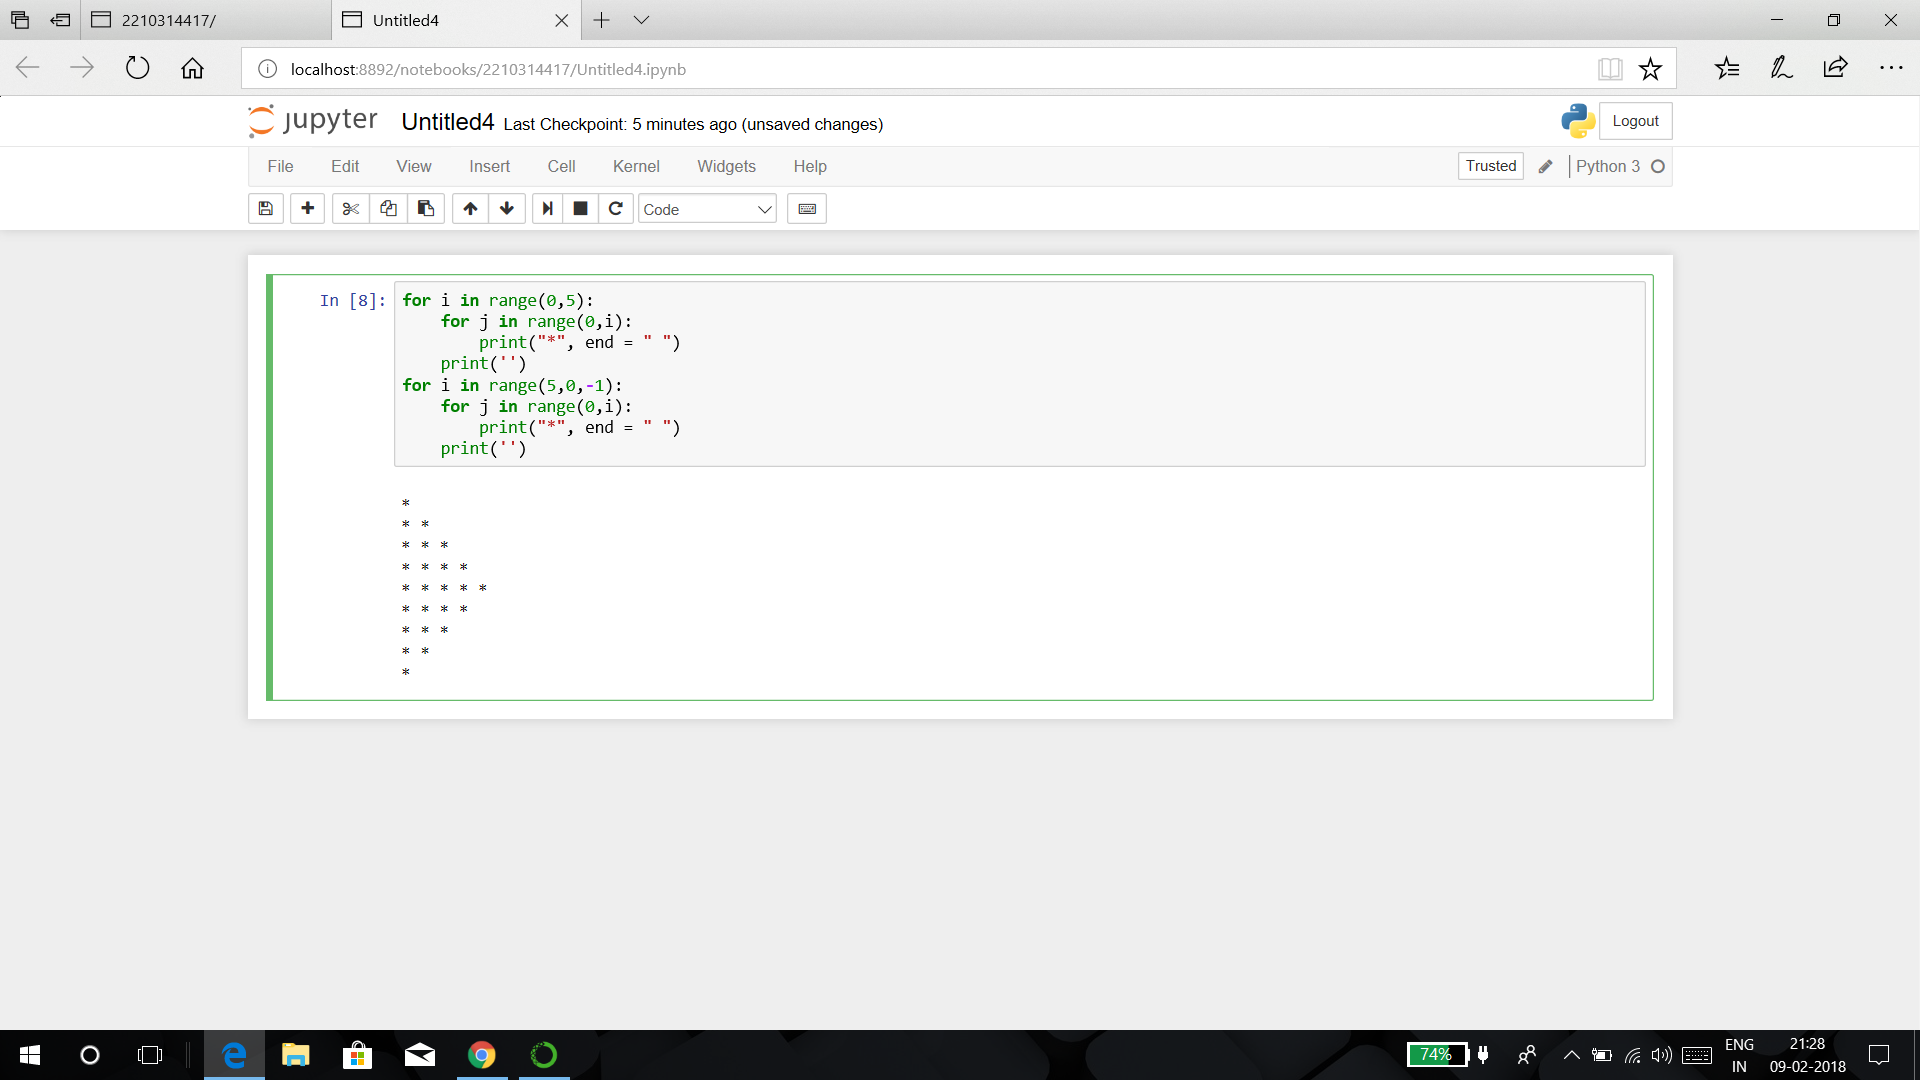 2210314417/
Untitled4
localhost:8892/notebooks/2210314417/Untitled4.ipynb
jupyter Untitled4 Last Checkpoint: 5 minutes ago (unsaved changes)
Logout
File Edit View Insert Cell Kernel Widgets Help
Trusted Python 3
Code
In [8]: for i in range(0,5):
    for j in range(0,i):
        print("*", end = " ")
    print('')
for i in range(5,0,-1):
    for j in range(0,i):
        print("*", end = " ")
    print('')
*
* *
* * *
* * * *
* * * * *
* * * *
* * *
* *
*
74%
ENG
IN
21:28
09-02-2018